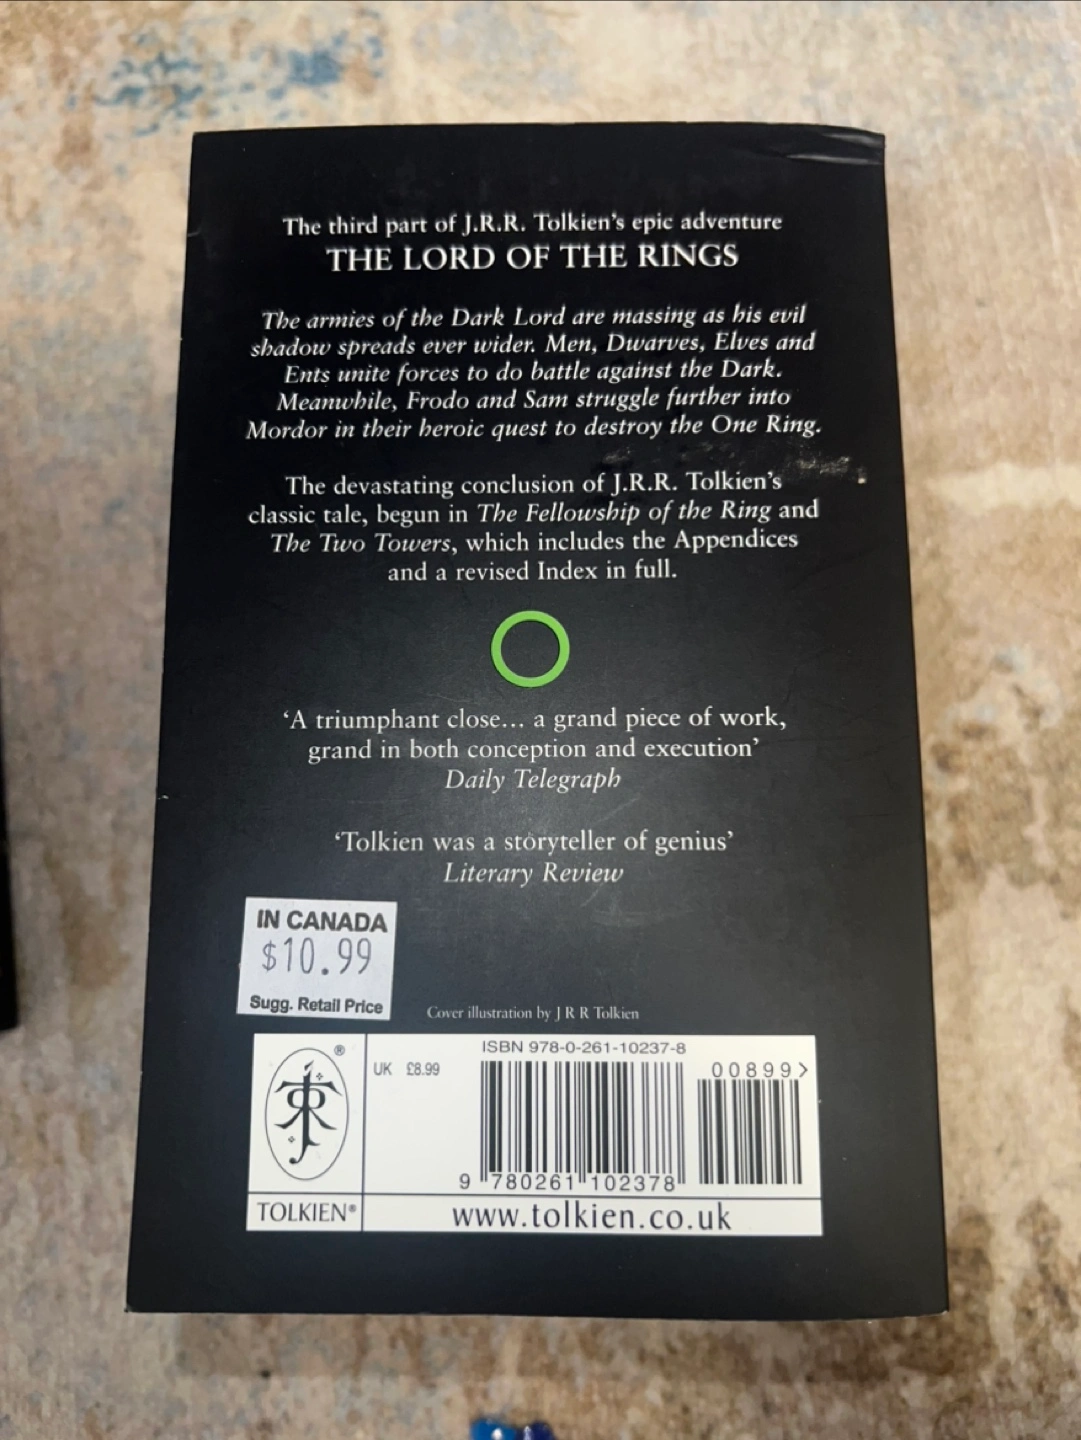 The third part of J.R.R. Tolkien's epic adventure
THE LORD OF THE RINGS
The armies of the Dark Lord are massing as his evil
shadow spreads ever wider. Men, Dwarves, Elves and
Ents unite forces to do battle against the Dark.
Meanwhile, Frodo and Sam struggle further into
Mordor in their heroic quest to destroy the One Ring.
The devastating conclusion of J.R.R. Tolkien's
classic tale, begun in The Fellowship of the Ring and
The Two Towers, which includes the Appendices
and a revised Index in full.
‘A triumphant close... a grand piece of work,
grand in both conception and execution’
Daily Telegraph
‘Tolkien was a storyteller of genius’
Literary Review
IN CANADA
$10.99
Sugg. Retail Price
Cover illustration by J R R Tolkien
ISBN 978-0-261-10237-8
®
UK £8.99
00899>
9 780261 102378
TOLKIEN®
www.tolkien.co.uk